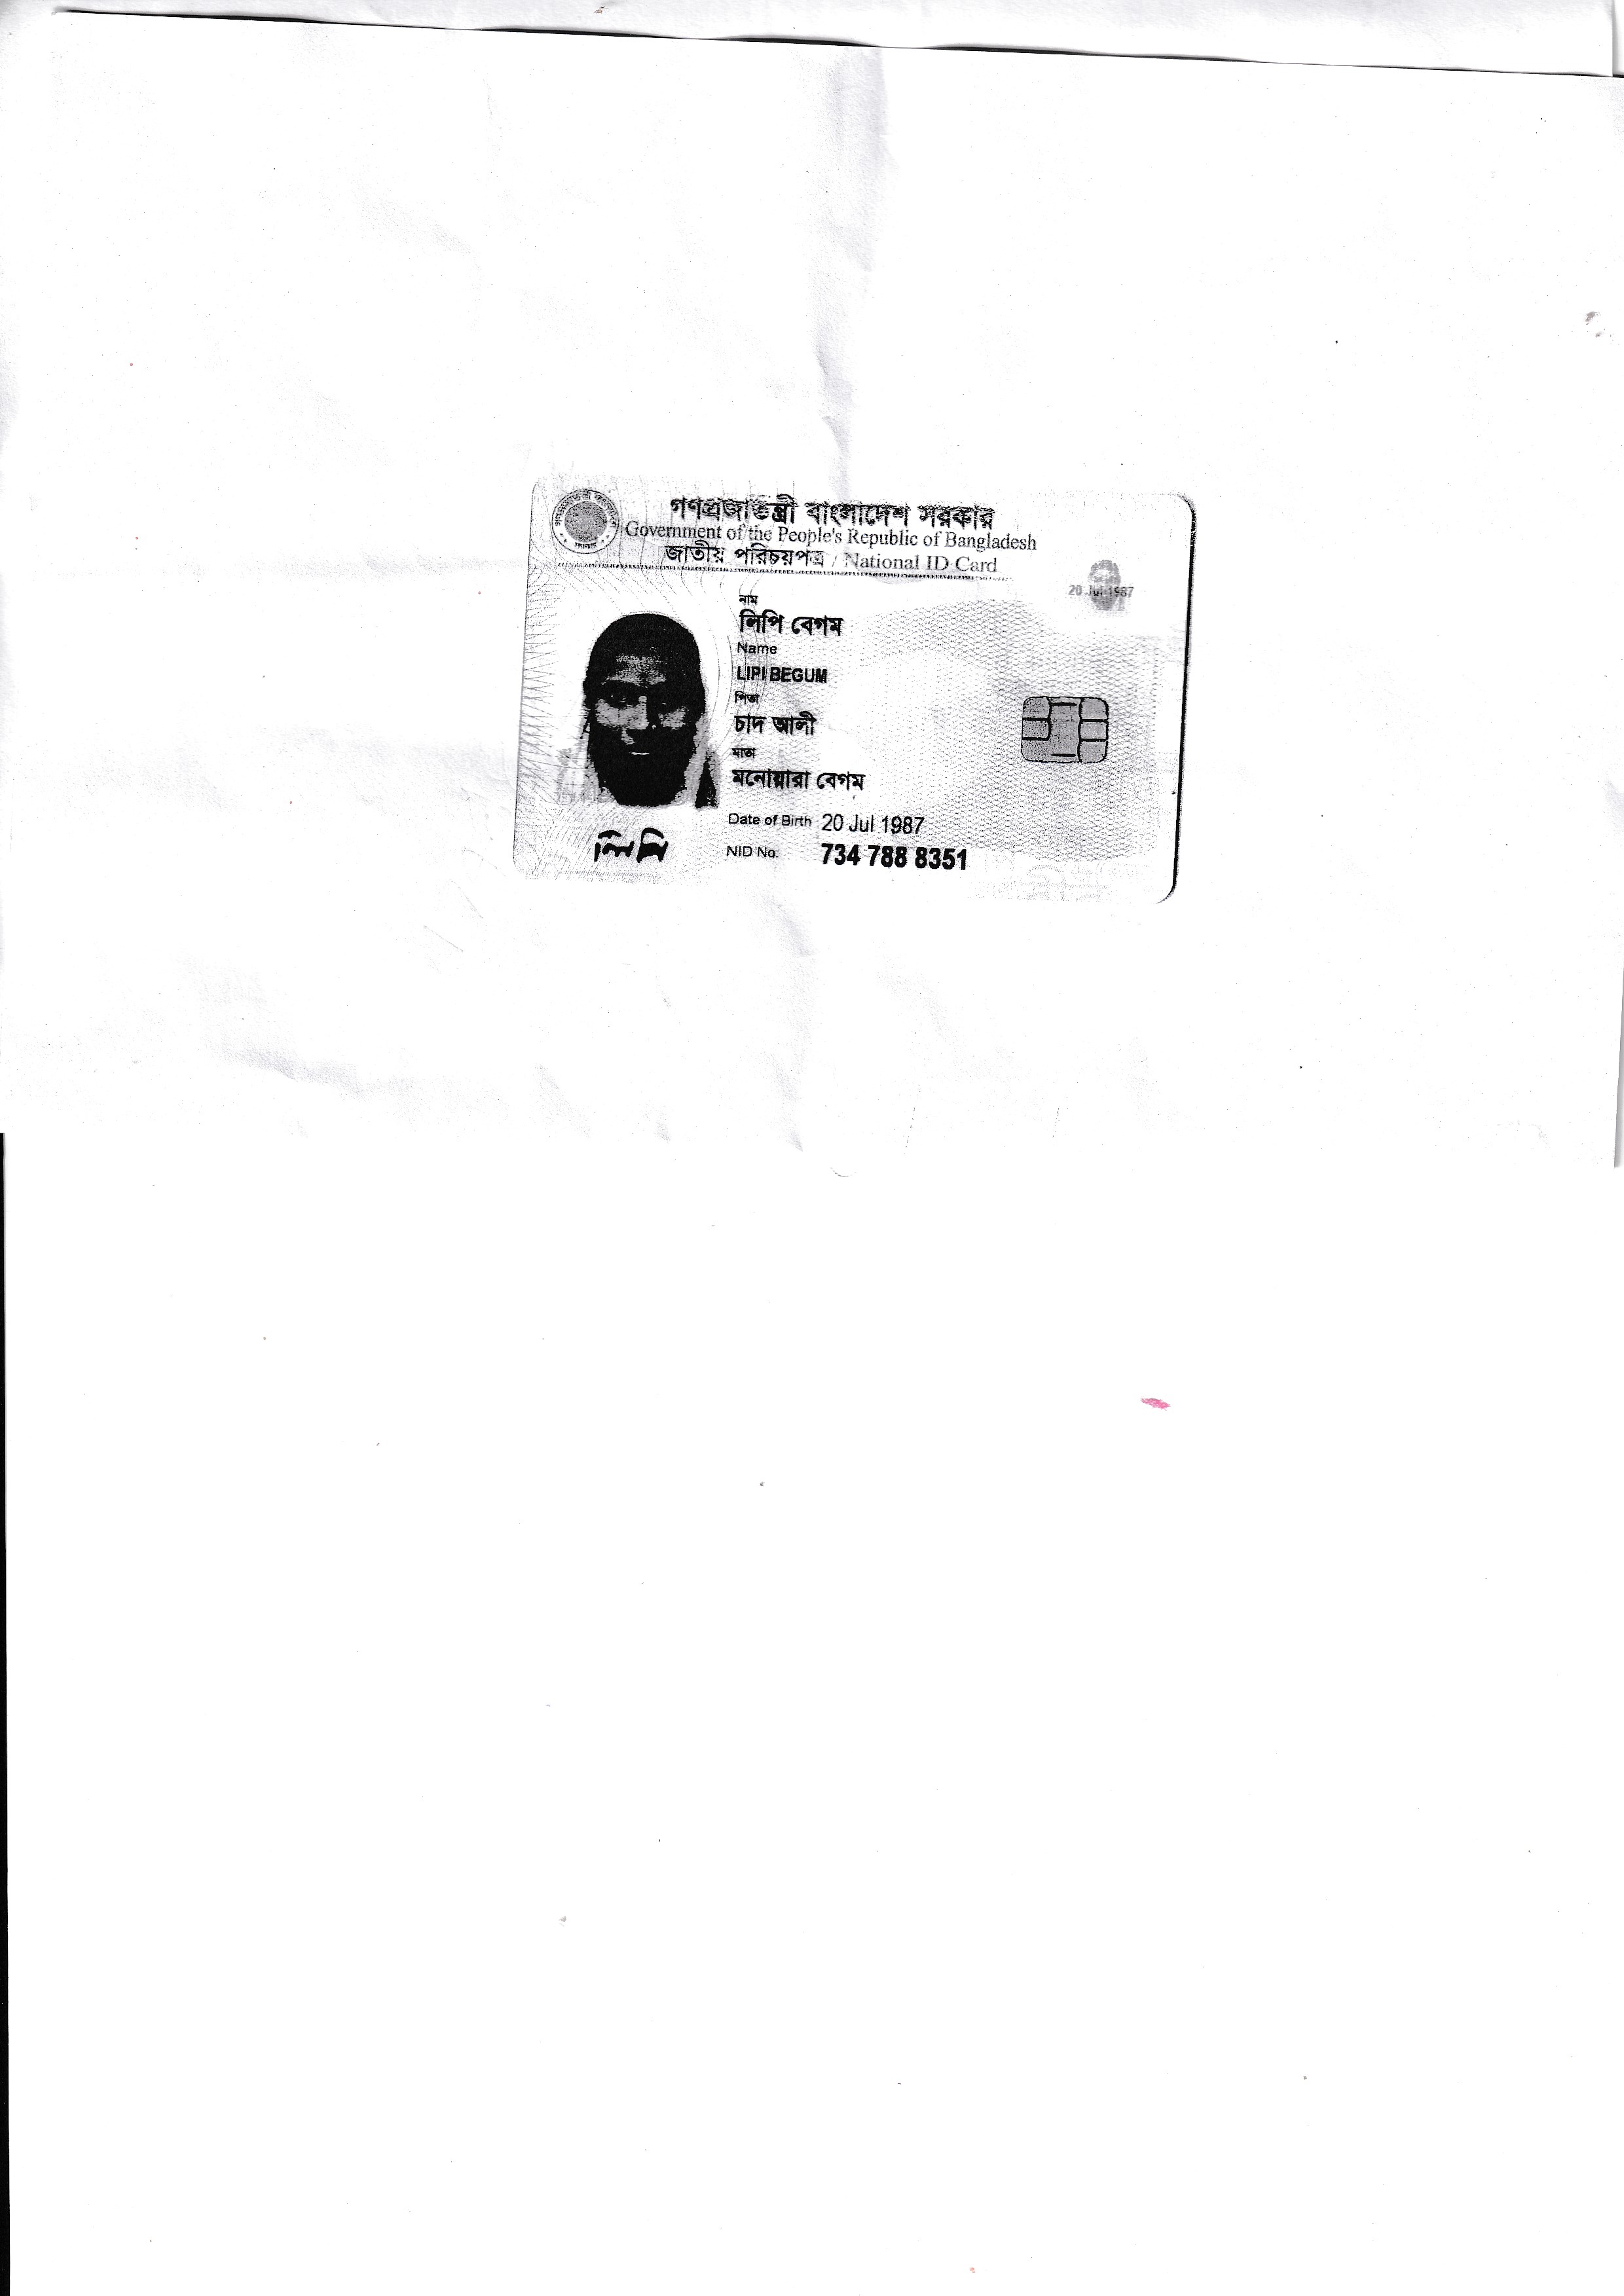 গণপ্রজাতন্ত্রী বাংলাদেশ সরকার
Government of the People's Republic of Bangladesh
জাতীয় পরিচয়পত্র / National ID Card
20 Jul 1987
নাম
লিপি বেগম
Name
LIPI BEGUM
পিতা
চাদ আলী
মাতা
মনোয়ারা বেগম
Date of Birth 20 Jul 1987
লিপি
NID No. 734 788 8351